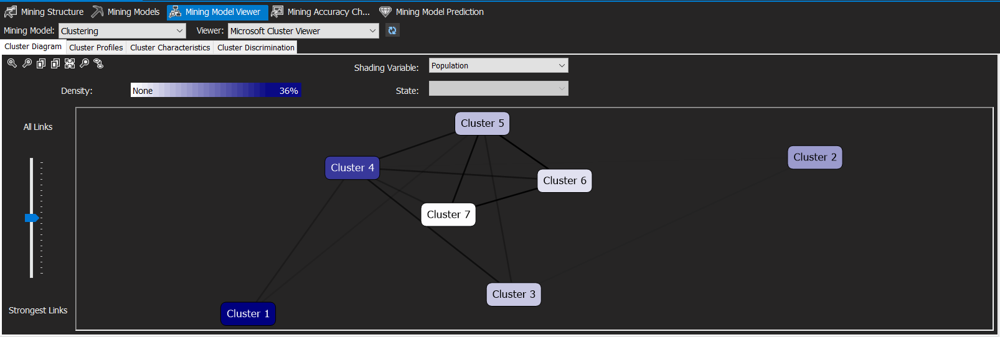 Mining Structure Mining Models Mining Model Viewer Mining Accuracy Ch... Mining Model Prediction
Mining Model: Clustering Viewer: Microsoft Cluster Viewer
Cluster Diagram Cluster Profiles Cluster Characteristics Cluster Discrimination
Shading Variable: Population
Density: None 36% State:
All Links
Cluster 5
Cluster 2
Cluster 4
Cluster 6
Cluster 7
Cluster 3
Strongest Links
Cluster 1